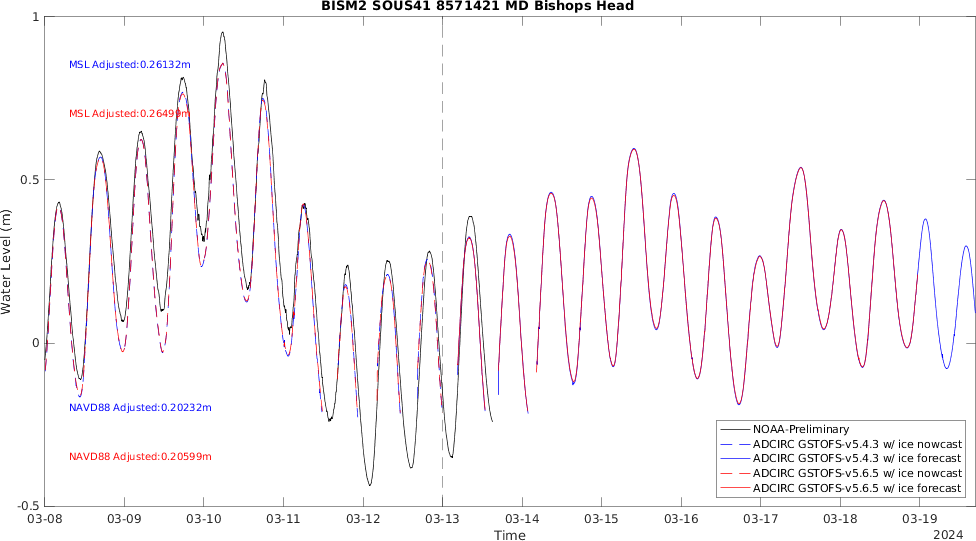 BISM2 SOUS41 8571421 MD Bishops Head
1
MSL Adjusted:0.26132m
MSL Adjusted:0.26499m
0.5
Water Level (m)
0
NAVD88 Adjusted:0.20232m
NAVD88 Adjusted:0.20599m
-0.5
NOAA-Preliminary
ADCIRC GSTOFS-v5.4.3 w/ ice nowcast
ADCIRC GSTOFS-v5.4.3 w/ ice forecast
ADCIRC GSTOFS-v5.6.5 w/ ice nowcast
ADCIRC GSTOFS-v5.6.5 w/ ice forecast
03-08 03-09 03-10 03-11 03-12 03-13 03-14 03-15 03-16 03-17 03-18 03-19
Time
2024